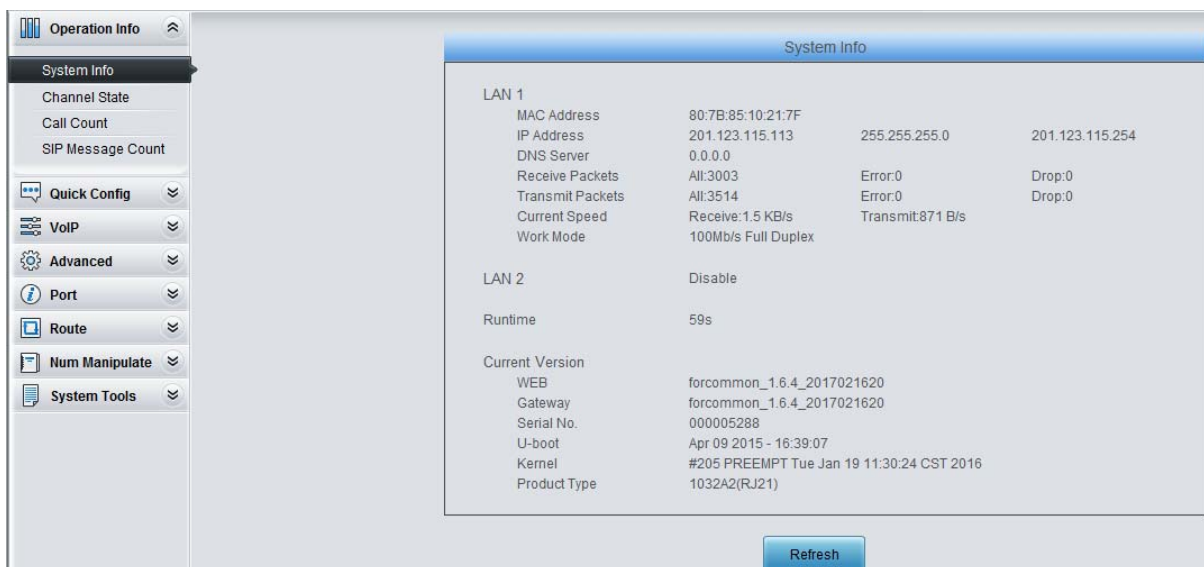 Operation Info
System Info
Channel State
Call Count
SIP Message Count
Quick Config
VoIP
Advanced
Port
Route
Num Manipulate
System Tools
System Info
LAN 1
MAC Address 80:7B:85:10:21:7F
IP Address 201.123.115.113 255.255.255.0 201.123.115.254
DNS Server 0.0.0.0
Receive Packets All:3003 Error:0 Drop:0
Transmit Packets All:3514 Error:0 Drop:0
Current Speed Receive:1.5 KB/s Transmit:871 B/s
Work Mode 100Mb/s Full Duplex
LAN 2 Disable
Runtime 59s
Current Version
WEB forcommon_1.6.4_2017021620
Gateway forcommon_1.6.4_2017021620
Serial No. 000005288
U-boot Apr 09 2015 - 16:39:07
Kernel #205 PREEMPT Tue Jan 19 11:30:24 CST 2016
Product Type 1032A2(RJ21)
Refresh